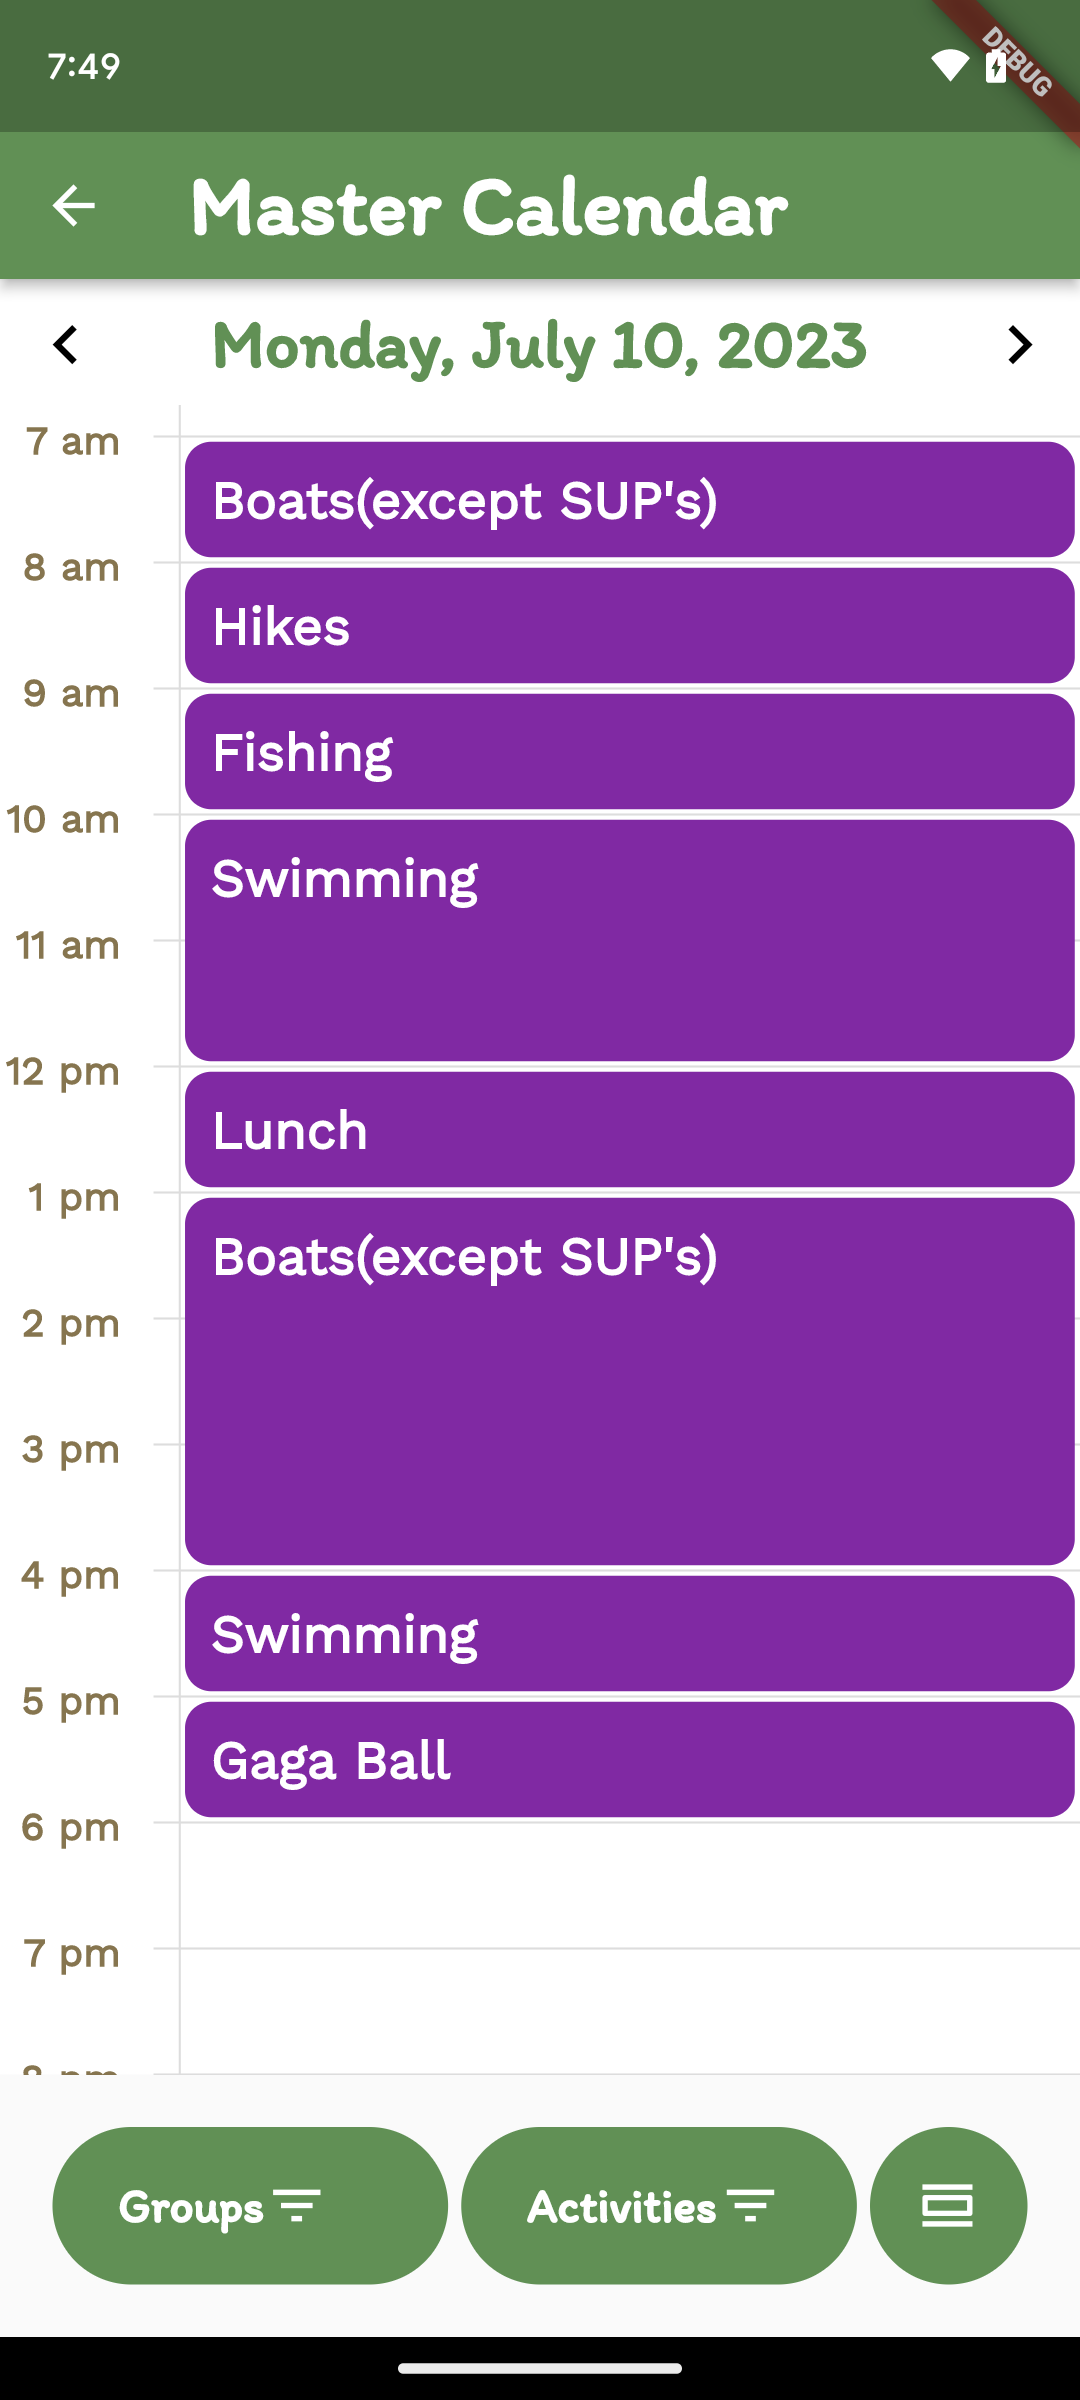 7:49
DEBUG
Master Calendar
Monday, July 10, 2023
7 am
Boats(except SUP's)
8 am
Hikes
9 am
Fishing
10 am
Swimming
11 am
12 pm
Lunch
1 pm
Boats(except SUP's)
2 pm
3 pm
4 pm
Swimming
5 pm
Gaga Ball
6 pm
7 pm
8 pm
Groups
Activities